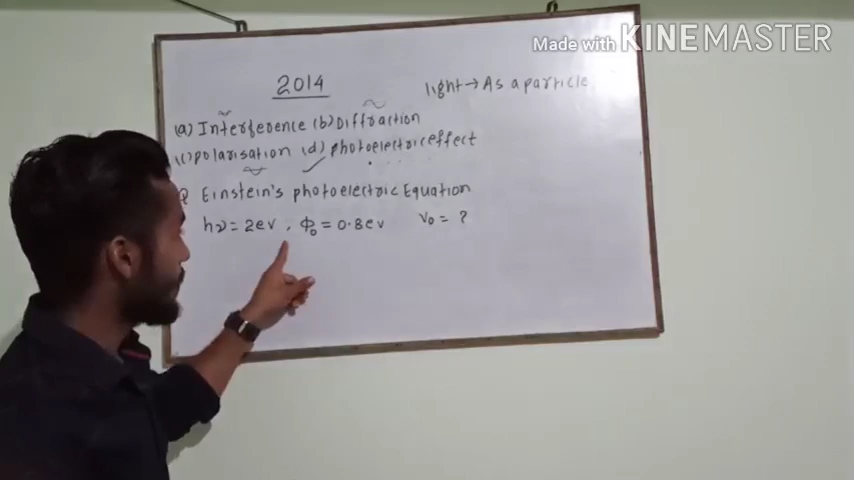 Made with KINEMASTER
2014
light → As a particle
(a) Interference (b) Diffraction
(c) polarisation (d) photoelectric effect
Q Einstein's photoelectric Equation
hν = 2ev , Φ₀ = 0.8ev V₀ = ?